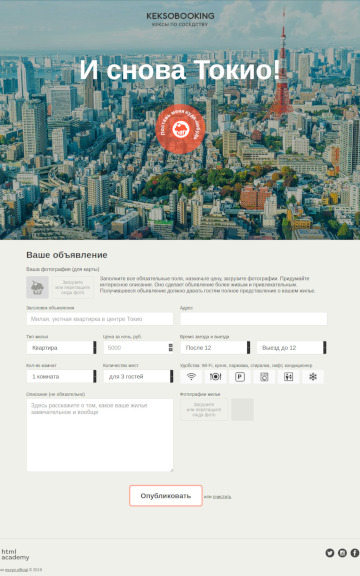 KEKSOBOOKING
КЕКСЫ ПО СОСЕДСТВУ
И снова Токио!
Поставь меня куда-нибудь
Ваше объявление
Ваша фотография (для карты)
Загрузите
или перетащите
сюда фото
Заполните все обязательные поля, назначьте цену, загрузите фотографии. Придумайте
интересное описание. Оно сделает объявление более живым и привлекательным.
Получившееся объявление должно давать гостям полное представление о вашем жилье.
Заголовок объявления Адрес
Милая, уютная квартирка в центре Токио
Тип жилья Цена за ночь, руб. Время заезда и выезда
Квартира 5000 После 12 Выезд до 12
Кол-во комнат Количество мест Удобства: Wi-Fi, кухня, парковка, стиралка, лифт, кондиционер
1 комната для 3 гостей
P
Описание (не обязательно) Фотографии жилья
Здесь расскажите о том, какое ваше жилье
замечательное и вообще
Загрузите
или перетащите
сюда фото
Опубликовать или очистить
html
academy
© 2018